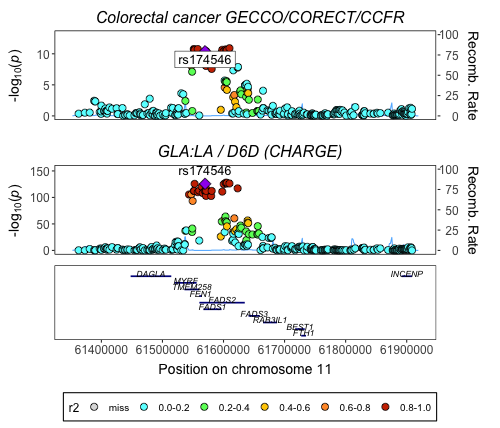 Colorectal cancer GECCO/CORECT/CCFR
-log10(p)
10
5
0
rs174546
100
75
50
25
0
Recomb. Rate
GLA:LA / D6D (CHARGE)
-log10(p)
150
100
50
0
rs174546
100
75
50
25
0
Recomb. Rate
DAGLA
INCENP
MYRF
TMEM258
FEN1
FADS2
FADS1
FADS3
RAB3IL1
BEST1
FTH1
61400000 61500000 61600000 61700000 61800000 61900000
Position on chromosome 11
r2 miss 0.0-0.2 0.2-0.4 0.4-0.6 0.6-0.8 0.8-1.0